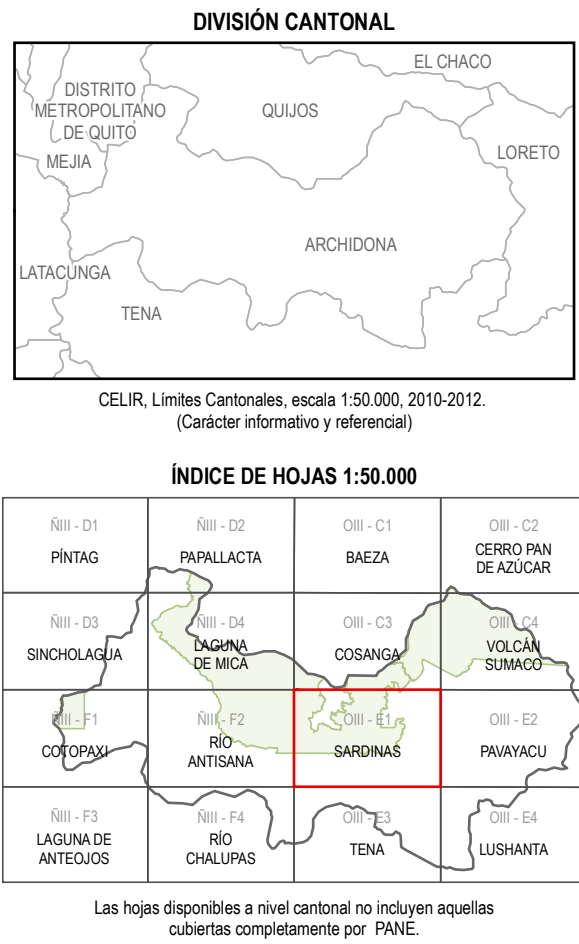 DIVISIÓN CANTONAL
EL CHACO
DISTRITO
METROPOLITANO
DE QUITO
QUIJOS
MEJIA
LORETO
ARCHIDONA
LATACUNGA
TENA
CELIR, Límites Cantonales, escala 1:50.000, 2010-2012.
(Carácter informativo y referencial)
ÍNDICE DE HOJAS 1:50.000
ÑIII - D1
PÍNTAG
ÑIII - D2
PAPALLACTA
OIII - C1
BAEZA
OIII - C2
CERRO PAN
DE AZÚCAR
ÑIII - D3
SINCHOLAGUA
ÑIII - D4
LAGUNA
DE MICA
OIII - C3
COSANGA
OIII - C4
VOLCÁN
SUMACO
ÑIII - F1
COTOPAXI
ÑIII - F2
RÍO
ANTISANA
OIII - E1
SARDINAS
OIII - E2
PAVAYACU
ÑIII - F3
LAGUNA DE
ANTEOJOS
ÑIII - F4
RÍO
CHALUPAS
OIII - E3
TENA
OIII - E4
LUSHANTA
Las hojas disponibles a nivel cantonal no incluyen aquellas
cubiertas completamente por PANE.